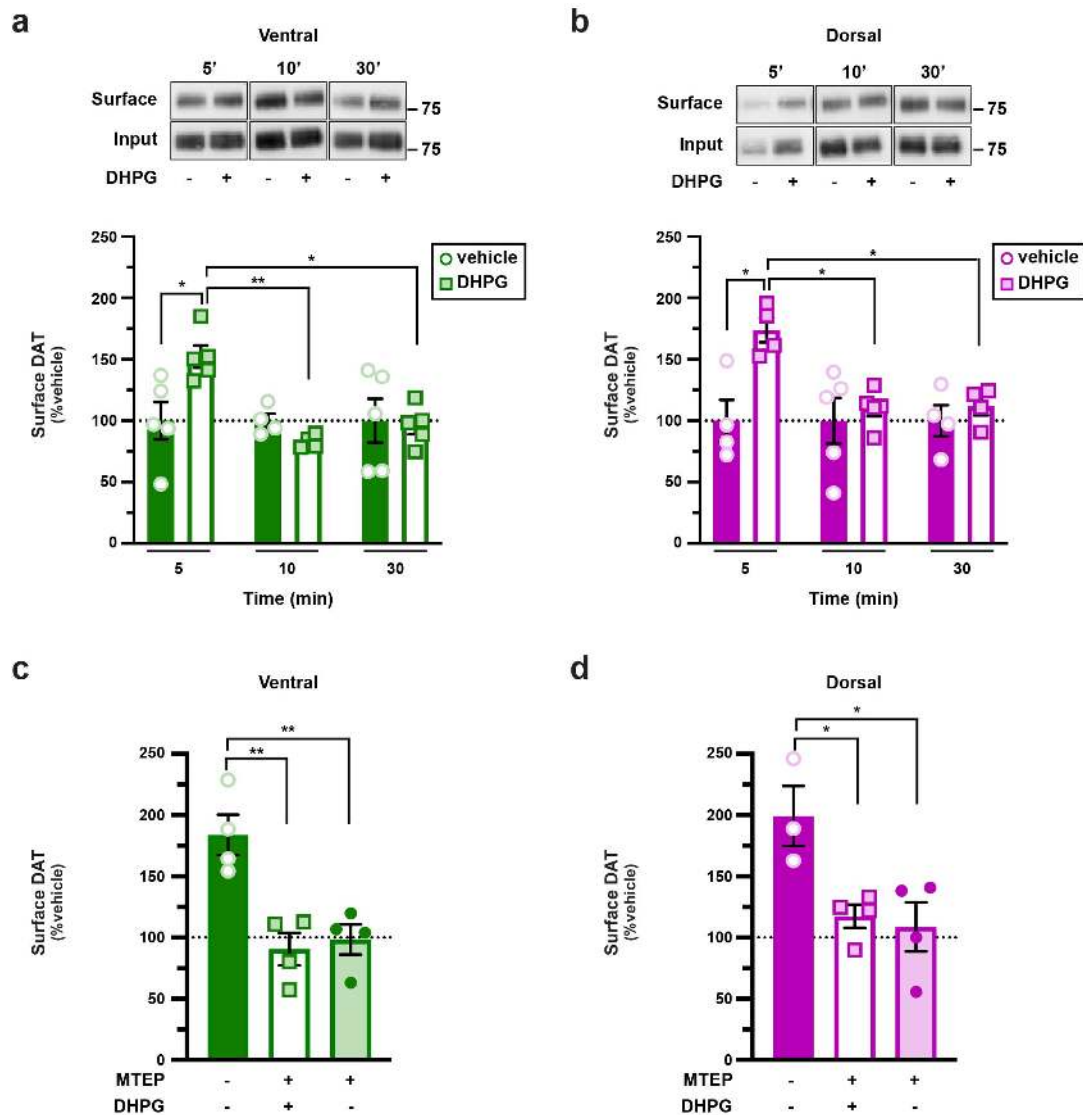 a
Ventral
5’ 10’ 30’
Surface
– 75
Input
– 75
DHPG - + - + - +
250
200
150
100
50
0
Surface DAT
(%vehicle)
* ** *
vehicle
DHPG
5 10 30
Time (min)
b
Dorsal
5’ 10’ 30’
Surface
– 75
Input
– 75
DHPG - + - + - +
250
200
150
100
50
0
Surface DAT
(%vehicle)
* * *
vehicle
DHPG
5 10 30
Time (min)
c
Ventral
250
200
150
100
50
0
Surface DAT
(%vehicle)
**
**
MTEP - + +
DHPG - + -
d
Dorsal
250
200
150
100
50
0
Surface DAT
(%vehicle)
*
*
MTEP - + +
DHPG - + -